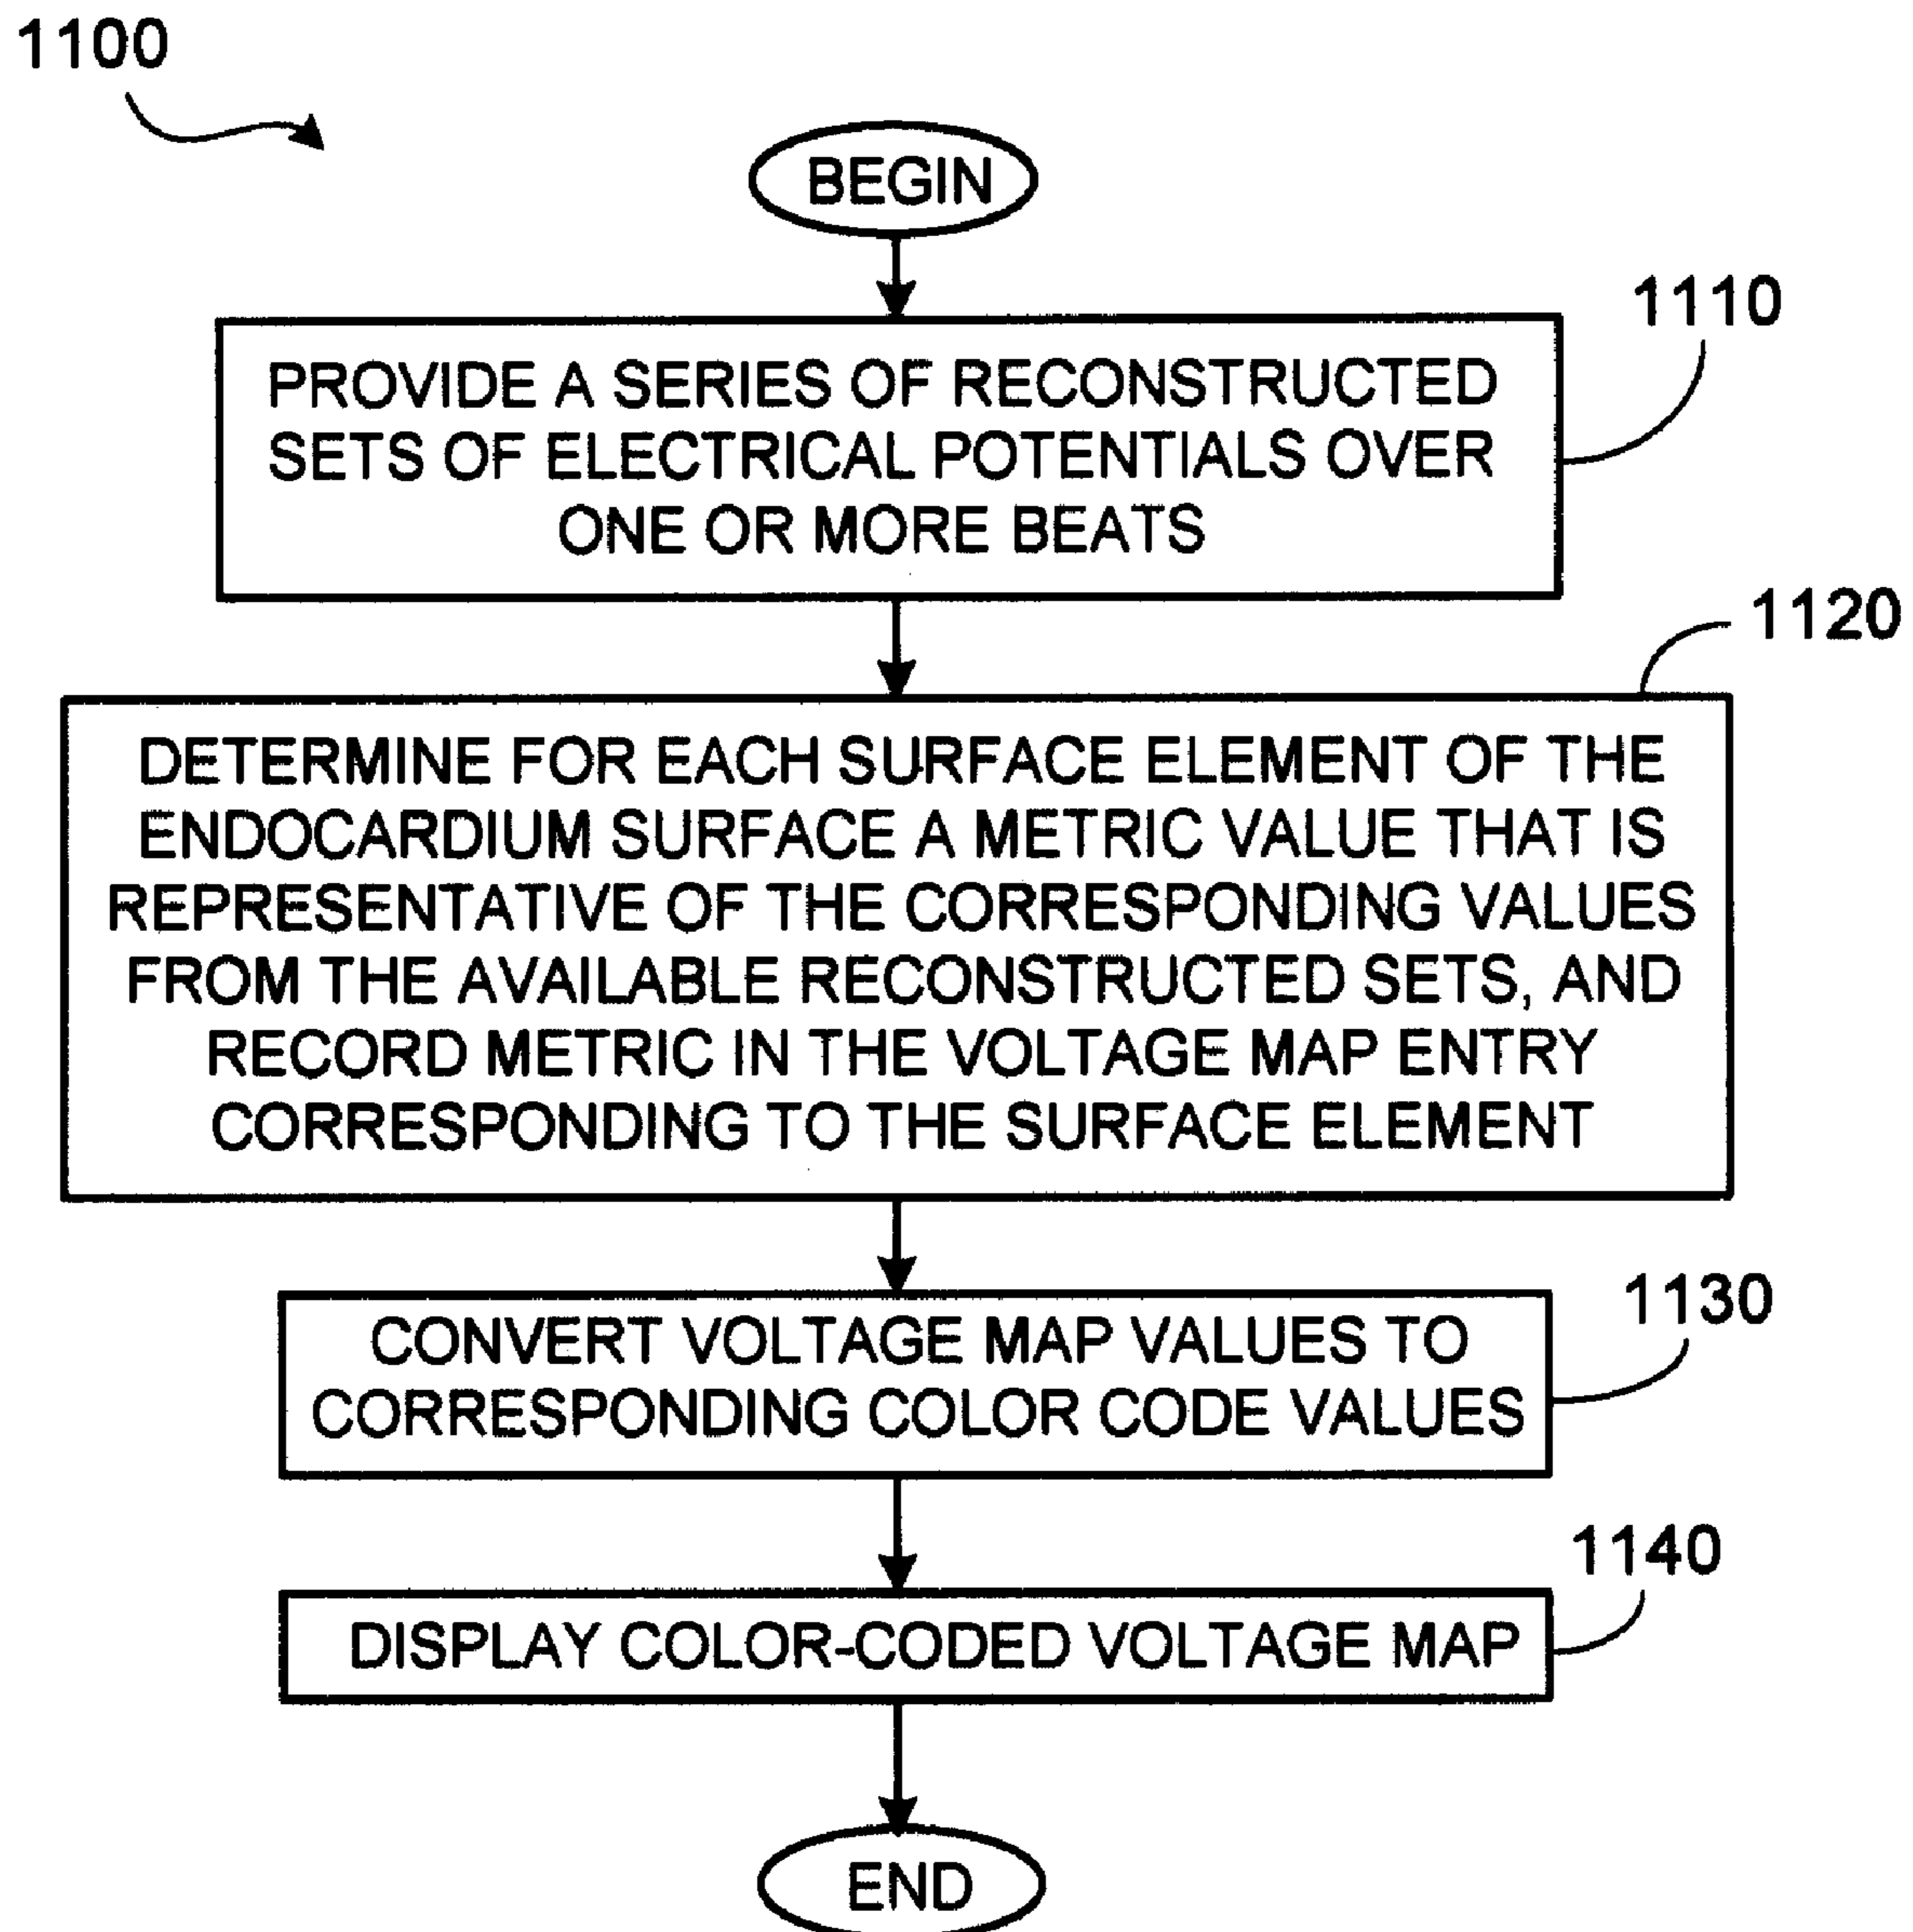 1100
BEGIN
1110
PROVIDE A SERIES OF RECONSTRUCTED
SETS OF ELECTRICAL POTENTIALS OVER
ONE OR MORE BEATS
1120
DETERMINE FOR EACH SURFACE ELEMENT OF THE
ENDOCARDIUM SURFACE A METRIC VALUE THAT IS
REPRESENTATIVE OF THE CORRESPONDING VALUES
FROM THE AVAILABLE RECONSTRUCTED SETS, AND
RECORD METRIC IN THE VOLTAGE MAP ENTRY
CORRESPONDING TO THE SURFACE ELEMENT
1130
CONVERT VOLTAGE MAP VALUES TO
CORRESPONDING COLOR CODE VALUES
1140
DISPLAY COLOR-CODED VOLTAGE MAP
END